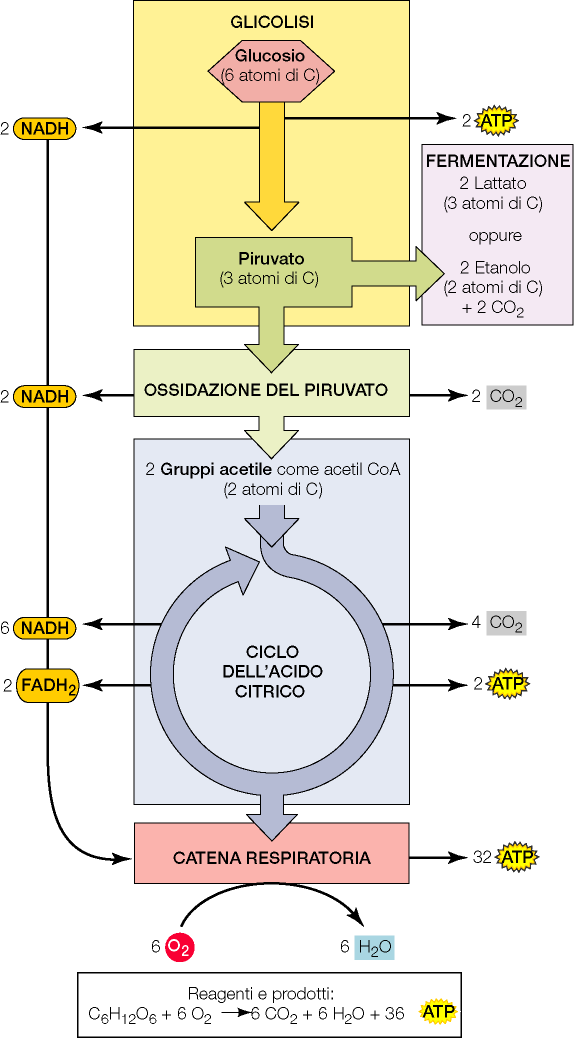 GLICOLISI
Glucosio
(6 atomi di C)
2 NADH
2 ATP
FERMENTAZIONE
2 Lattato
(3 atomi di C)
oppure
2 Etanolo
(2 atomi di C)
+ 2 CO2
Piruvato
(3 atomi di C)
2 NADH
OSSIDAZIONE DEL PIRUVATO
2 CO2
2 Gruppi acetile come acetil CoA
(2 atomi di C)
6 NADH
4 CO2
CICLO
DELL'ACIDO
CITRICO
2 FADH2
2 ATP
CATENA RESPIRATORIA
32 ATP
6 O2
6 H2O
Reagenti e prodotti:
C6H12O6 + 6 O2 → 6 CO2 + 6 H2O + 36 ATP